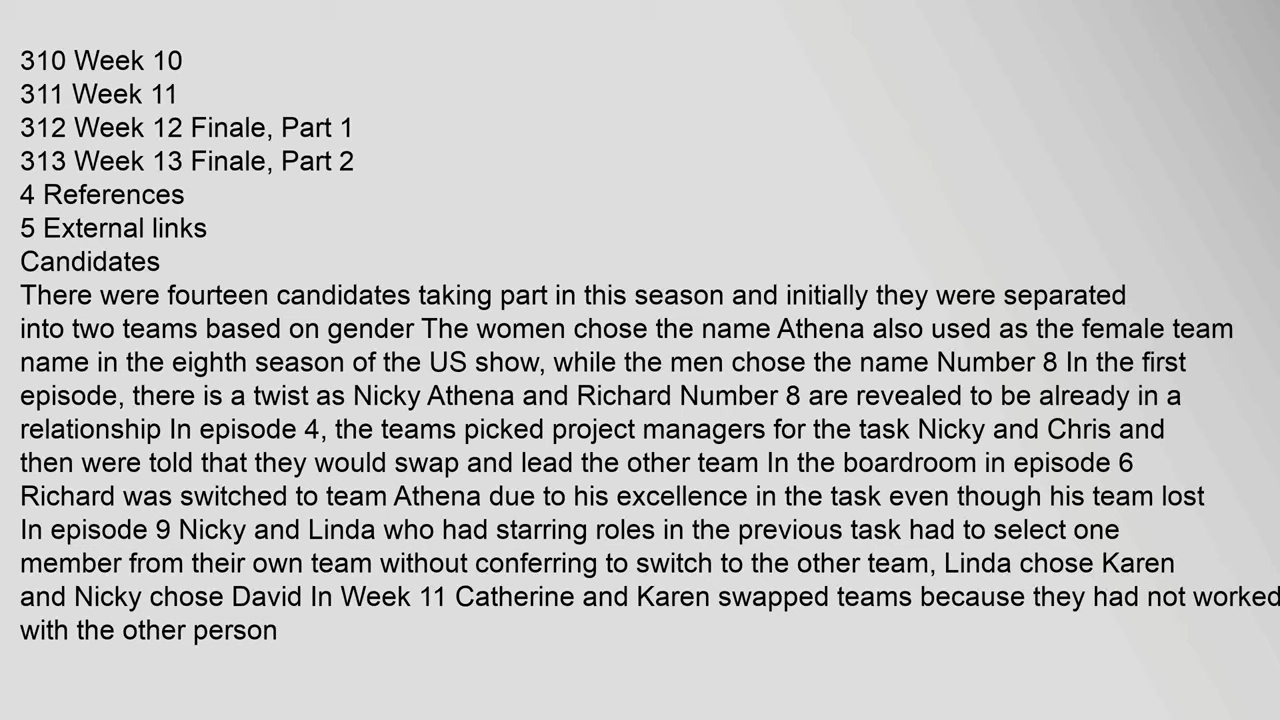 310 Week 10
311 Week 11
312 Week 12 Finale, Part 1
313 Week 13 Finale, Part 2
4 References
5 External links
Candidates
There were fourteen candidates taking part in this season and initially they were separated
into two teams based on gender The women chose the name Athena also used as the female team
name in the eighth season of the US show, while the men chose the name Number 8 In the first
episode, there is a twist as Nicky Athena and Richard Number 8 are revealed to be already in a
relationship In episode 4, the teams picked project managers for the task Nicky and Chris and
then were told that they would swap and lead the other team In the boardroom in episode 6
Richard was switched to team Athena due to his excellence in the task even though his team lost
In episode 9 Nicky and Linda who had starring roles in the previous task had to select one
member from their own team without conferring to switch to the other team, Linda chose Karen
and Nicky chose David In Week 11 Catherine and Karen swapped teams because they had not worked
with the other person